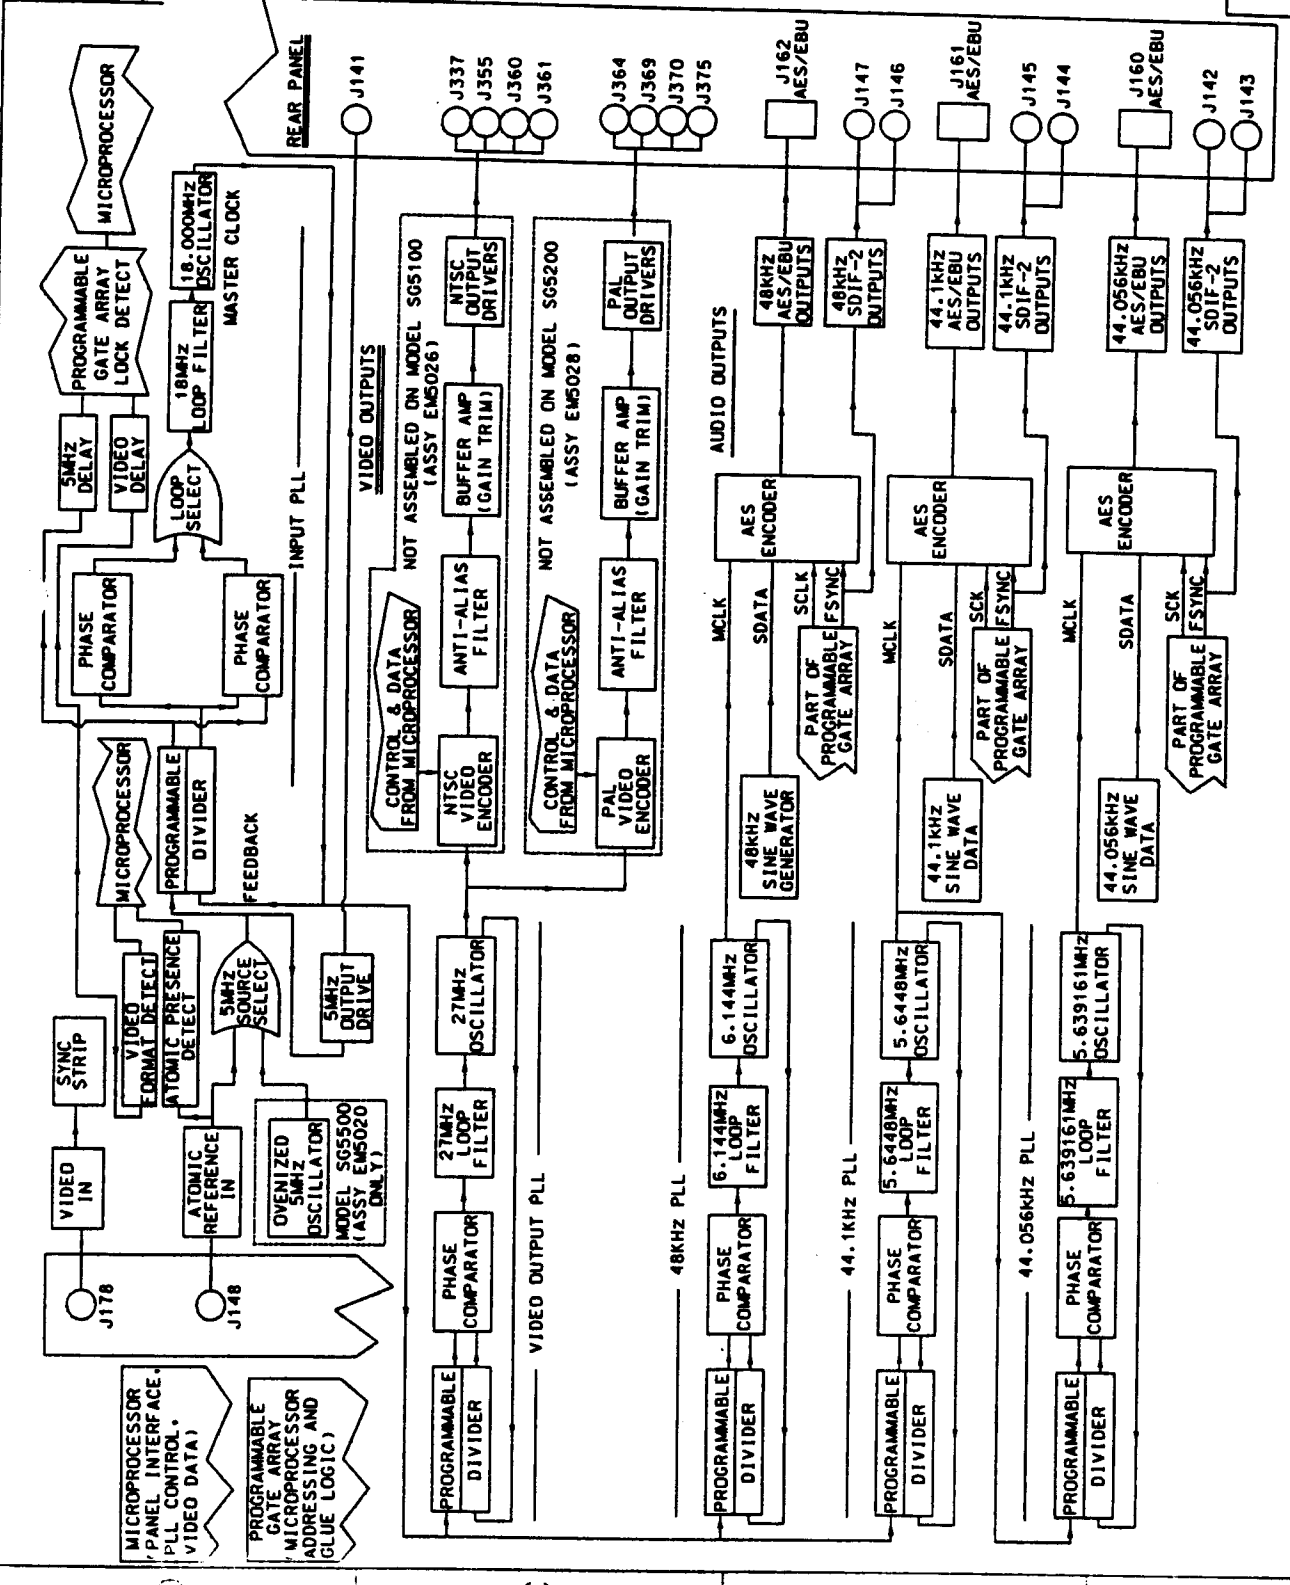 MICROPROCESSOR
(PANEL INTERFACE.
PLL CONTROL.
VIDEO DATA)
PROGRAMMABLE
GATE ARRAY
(MICROPROCESSOR
ADDRESSING AND
GLUE LOGIC)
J178
J148
VIDEO
IN
SYNC
STRIP
ATOMIC
REFERENCE
IN
VIDEO
FORMAT DETECT
ATOMIC PRESENCE
DETECT
OVENIZED
5MHz
OSCILLATOR
MODEL SG5500
(ASSY EM5020
ONLY)
5MHz
SOURCE
SELECT
5MHz
OUTPUT
DRIVE
MICROPROCESSOR
PROGRAMMABLE
DIVIDER
FEEDBACK
PHASE
COMPARATOR
PHASE
COMPARATOR
INPUT PLL
5MHz
DELAY
VIDEO
DELAY
LOOP
SELECT
PROGRAMMABLE
GATE ARRAY
LOCK DETECT
MICROPROCESSOR
18MHz
LOOP FILTER
18.000MHz
OSCILLATOR
MASTER CLOCK
REAR PANEL
J141
VIDEO OUTPUTS
PROGRAMMABLE
DIVIDER
PHASE
COMPARATOR
27MHz
LOOP
FILTER
27MHz
OSCILLATOR
VIDEO OUTPUT PLL
CONTROL & DATA
FROM MICROPROCESSOR
NOT ASSEMBLED ON MODEL SG5100
(ASSY EM5026)
NTSC
VIDEO
ENCODER
ANTI-ALIAS
FILTER
BUFFER AMP
(GAIN TRIM)
NTSC
OUTPUT
DRIVERS
J337
J355
J360
J361
CONTROL & DATA
FROM MICROPROCESSOR
NOT ASSEMBLED ON MODEL SG5200
(ASSY EM5028)
PAL
VIDEO
ENCODER
ANTI-ALIAS
FILTER
BUFFER AMP
(GAIN TRIM)
PAL
OUTPUT
DRIVERS
J364
J369
J370
J375
AUDIO OUTPUTS
48KHz PLL
PROGRAMMABLE
DIVIDER
PHASE
COMPARATOR
6.144MHz
LOOP
FILTER
6.144MHz
OSCILLATOR
48KHz
SINE WAVE
GENERATOR
MCLK
SDATA
SCLK
FSYNC
PART OF
PROGRAMMABLE
GATE ARRAY
AES
ENCODER
48KHz
AES/EBU
OUTPUTS
48KHz
SDIF-2
OUTPUTS
J162
AES/EBU
J147
J146
44.1KHz PLL
PROGRAMMABLE
DIVIDER
PHASE
COMPARATOR
5.6448MHz
LOOP
FILTER
5.6448MHz
OSCILLATOR
44.1KHz
SINE WAVE
DATA
MCLK
SDATA
SCK
FSYNC
PART OF
PROGRAMMABLE
GATE ARRAY
AES
ENCODER
44.1KHz
AES/EBU
OUTPUTS
44.1KHz
SDIF-2
OUTPUTS
J161
AES/EBU
J145
J144
44.056KHz PLL
PROGRAMMABLE
DIVIDER
PHASE
COMPARATOR
5.639161MHz
LOOP
FILTER
5.639161MHz
OSCILLATOR
44.056KHz
SINE WAVE
DATA
MCLK
SDATA
SCK
FSYNC
PART OF
PROGRAMMABLE
GATE ARRAY
AES
ENCODER
44.056KHz
AES/EBU
OUTPUTS
44.056KHz
SDIF-2
OUTPUTS
J160
AES/EBU
J142
J143